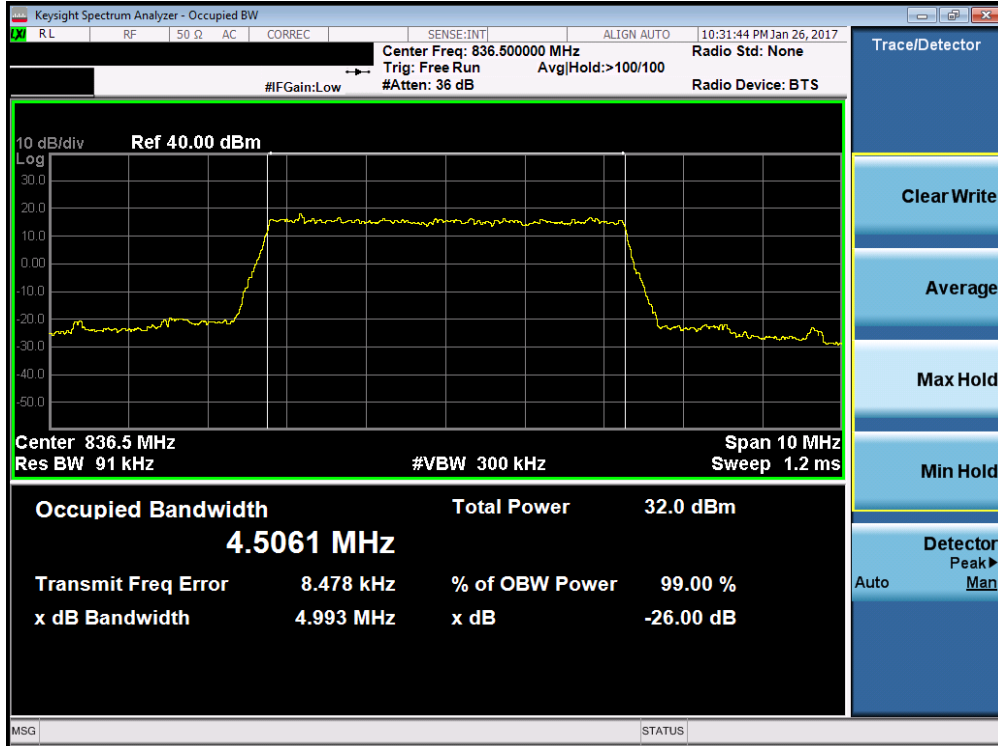 Keysight Spectrum Analyzer - Occupied BW
LXI RL RF 50 Ω AC CORREC SENSE:INT ALIGN AUTO 10:31:44 PM Jan 26, 2017
Center Freq: 836.500000 MHz Radio Std: None
Trig: Free Run Avg|Hold:>100/100
#IFGain:Low #Atten: 36 dB Radio Device: BTS
10 dB/div Ref 40.00 dBm
Log
30.0
20.0
10.0
0.00
-10.0
-20.0
-30.0
-40.0
-50.0
Center 836.5 MHz Span 10 MHz
Res BW 91 kHz #VBW 300 kHz Sweep 1.2 ms
Occupied Bandwidth Total Power 32.0 dBm
4.5061 MHz
Transmit Freq Error 8.478 kHz % of OBW Power 99.00 %
x dB Bandwidth 4.993 MHz x dB -26.00 dB
MSG STATUS
Trace/Detector
Clear Write
Average
Max Hold
Min Hold
Detector
Peak▶
Auto Man